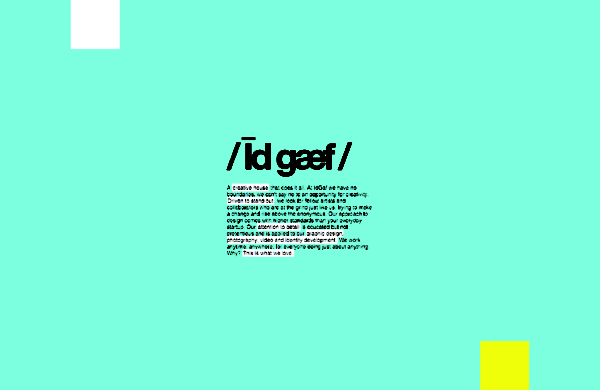 /Īd gæf/
A creative house that does it all. At IdGaf we have no
boundaries, we don't say no to an opportunity for creativity.
Driven to stand out, we look for fellow artists and
collaborators who are at the grind just like us, trying to make
a change and rise above the anonymous. Our approach to
design comes with higher standards than your everyday
startup. Our attention to detail is educated but not
pretentious and is applied to our graphic design,
photography, video and identity development. We work
anytime, anywhere, for everyone doing just about anything.
Why? This is what we love.